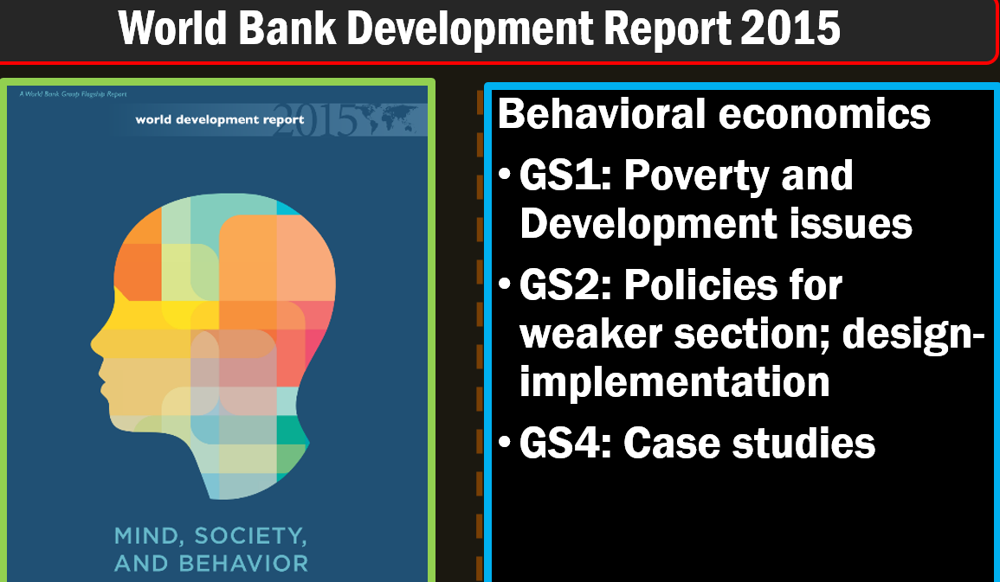 World Bank Development Report 2015
A World Bank Group Flagship Report
world development report
2015
MIND, SOCIETY,
AND BEHAVIOR
Behavioral economics
• GS1: Poverty and
Development issues
• GS2: Policies for
weaker section; design-
implementation
• GS4: Case studies